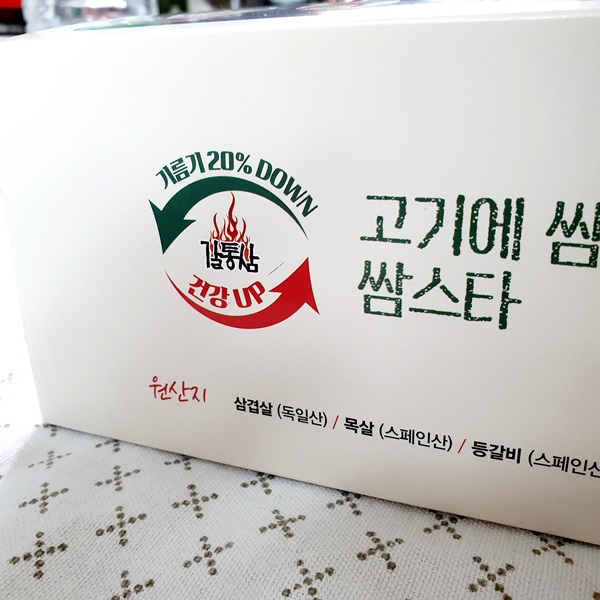 기름기 20% DOWN
갈통삼
건강 UP
고기에 쌈
쌈스타
원산지
삼겹살 (독일산) / 목살 (스페인산) / 등갈비 (스페인산